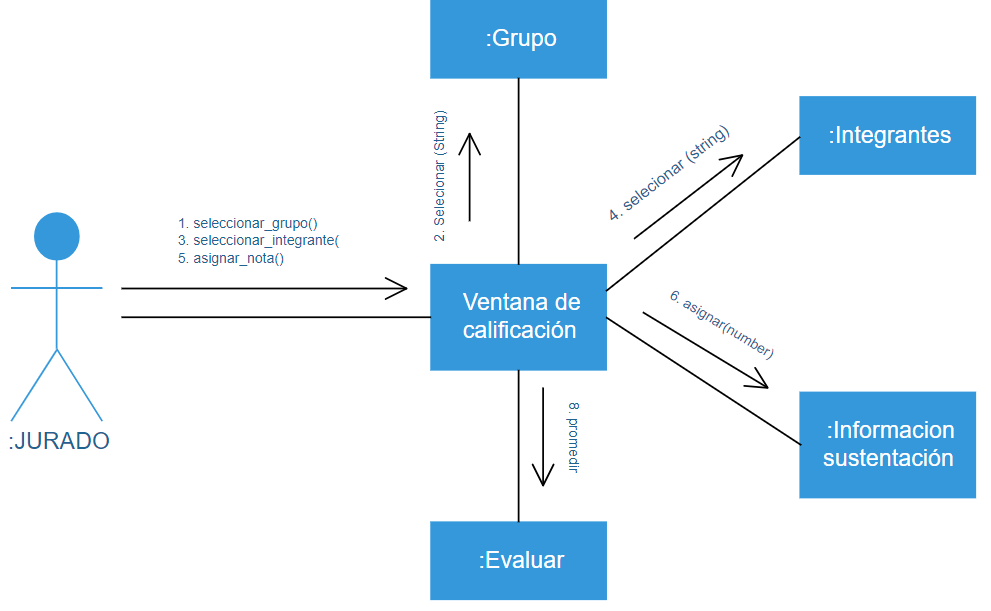 :Grupo
:Integrantes
2. Selecionar (String)
4. selecionar (string)
1. seleccionar_grupo()
3. seleccionar_integrante(
5. asignar_nota()
Ventana de
calificación
6. asignar(number)
:JURADO
8. promedir
:Informacion
sustentación
:Evaluar